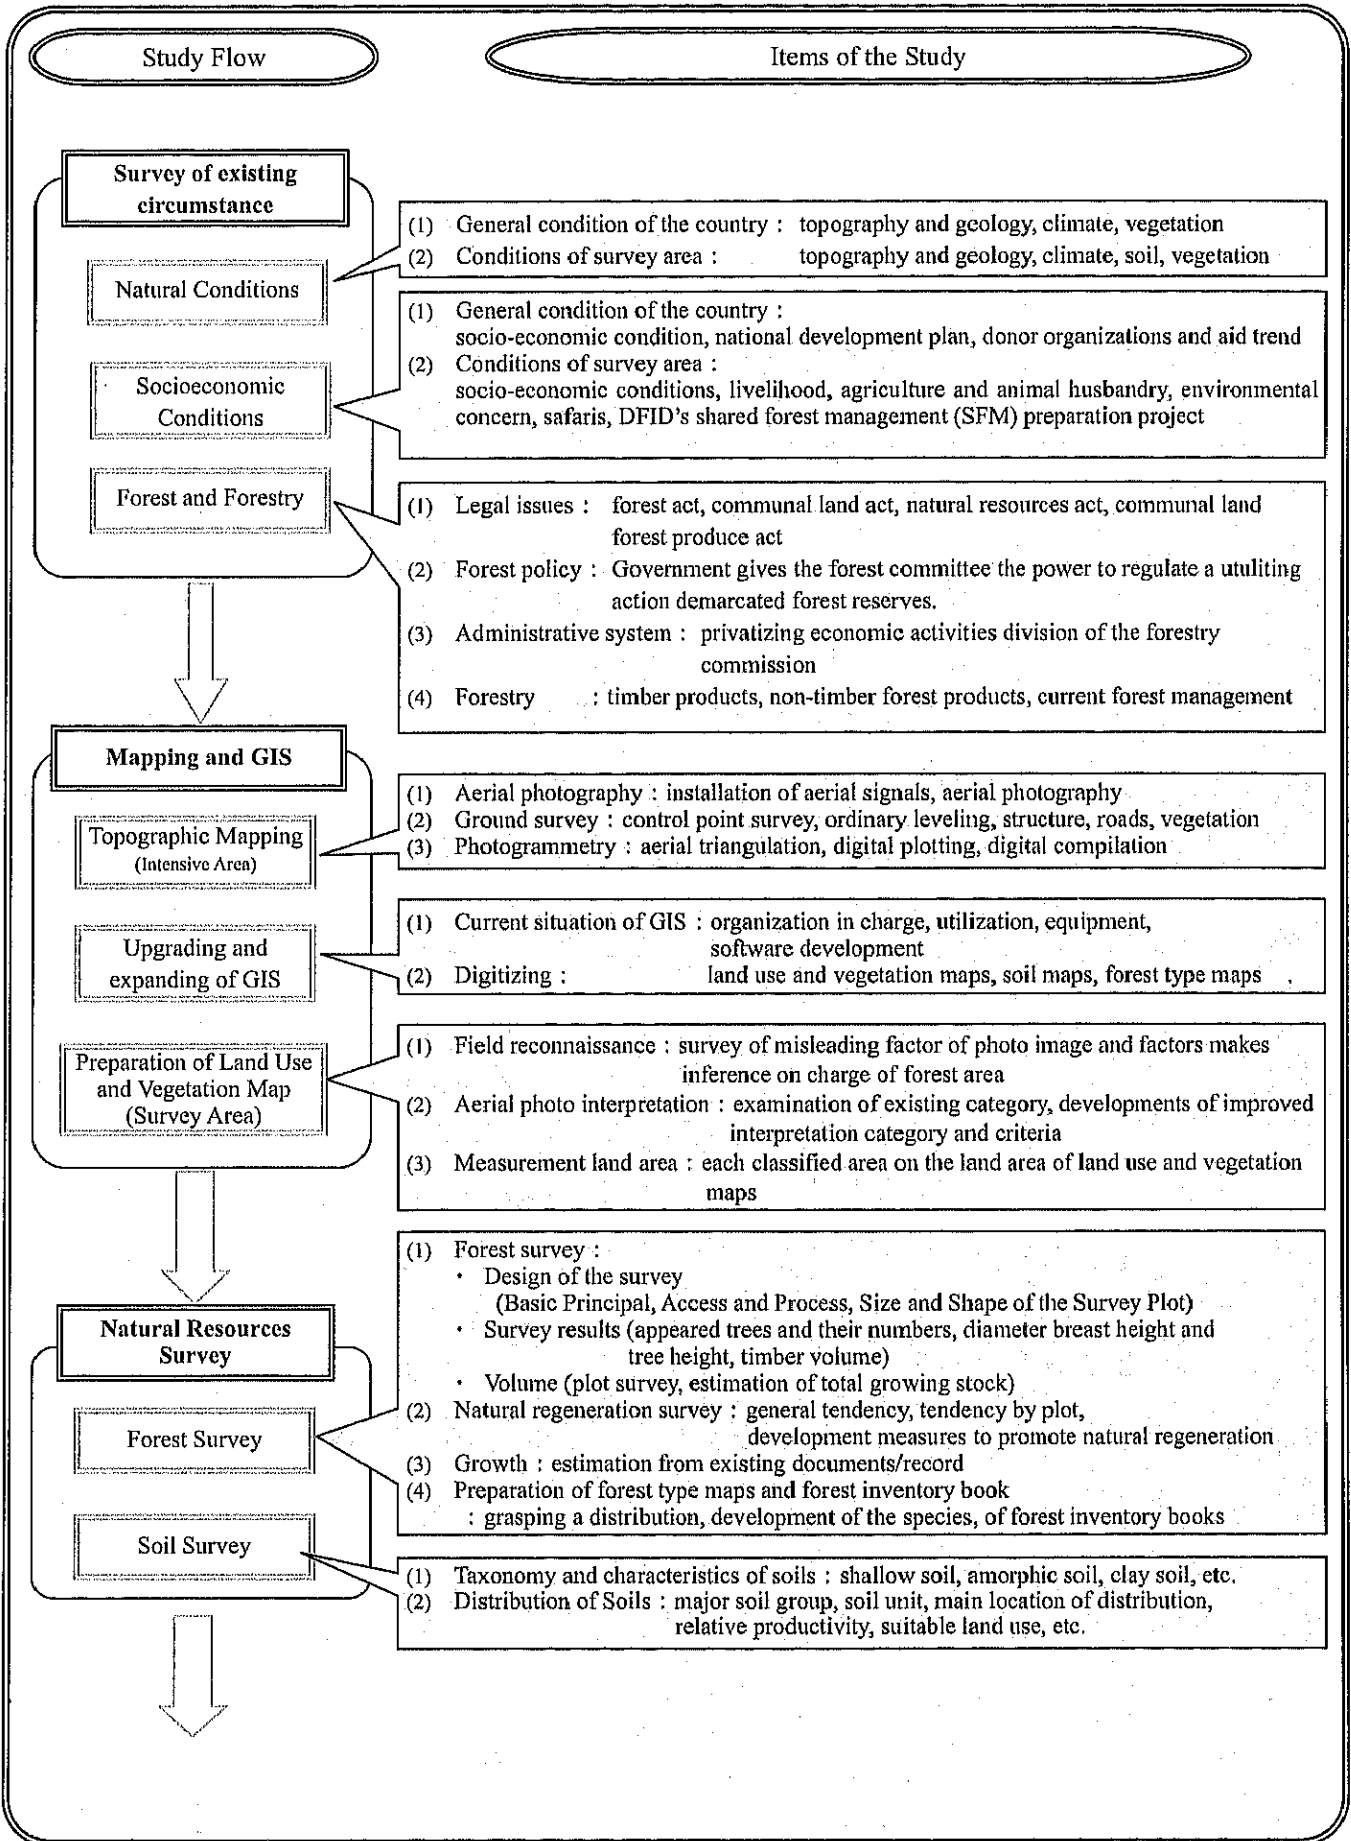 Study Flow
Items of the Study
Survey of existing
circumstance
Natural Conditions
(1) General condition of the country : topography and geology, climate, vegetation
(2) Conditions of survey area : topography and geology, climate, soil, vegetation
Socioeconomic
Conditions
(1) General condition of the country :
socio-economic condition, national development plan, donor organizations and aid trend
(2) Conditions of survey area :
socio-economic conditions, livelihood, agriculture and animal husbandry, environmental
concern, safaris, DFID's shared forest management (SFM) preparation project
Forest and Forestry
(1) Legal issues : forest act, communal land act, natural resources act, communal land
forest produce act
(2) Forest policy : Government gives the forest committee the power to regulate a utuliting
action demarcated forest reserves.
(3) Administrative system : privatizing economic activities division of the forestry
commission
(4) Forestry : timber products, non-timber forest products, current forest management
Mapping and GIS
Topographic Mapping
(Intensive Area)
(1) Aerial photography : installation of aerial signals, aerial photography
(2) Ground survey : control point survey, ordinary leveling, structure, roads, vegetation
(3) Photogrammetry : aerial triangulation, digital plotting, digital compilation
Upgrading and
expanding of GIS
(1) Current situation of GIS : organization in charge, utilization, equipment,
software development
(2) Digitizing : land use and vegetation maps, soil maps, forest type maps
Preparation of Land Use
and Vegetation Map
(Survey Area)
(1) Field reconnaissance : survey of misleading factor of photo image and factors makes
inference on charge of forest area
(2) Aerial photo interpretation : examination of existing category, developments of improved
interpretation category and criteria
(3) Measurement land area : each classified area on the land area of land use and vegetation
maps
Natural Resources
Survey
Forest Survey
(1) Forest survey :
・ Design of the survey
(Basic Principal, Access and Process, Size and Shape of the Survey Plot)
・ Survey results (appeared trees and their numbers, diameter breast height and
tree height, timber volume)
・ Volume (plot survey, estimation of total growing stock)
(2) Natural regeneration survey : general tendency, tendency by plot,
development measures to promote natural regeneration
(3) Growth : estimation from existing documents/record
(4) Preparation of forest type maps and forest inventory book
: grasping a distribution, development of the species, of forest inventory books
Soil Survey
(1) Taxonomy and characteristics of soils : shallow soil, amorphic soil, clay soil, etc.
(2) Distribution of Soils : major soil group, soil unit, main location of distribution,
relative productivity, suitable land use, etc.